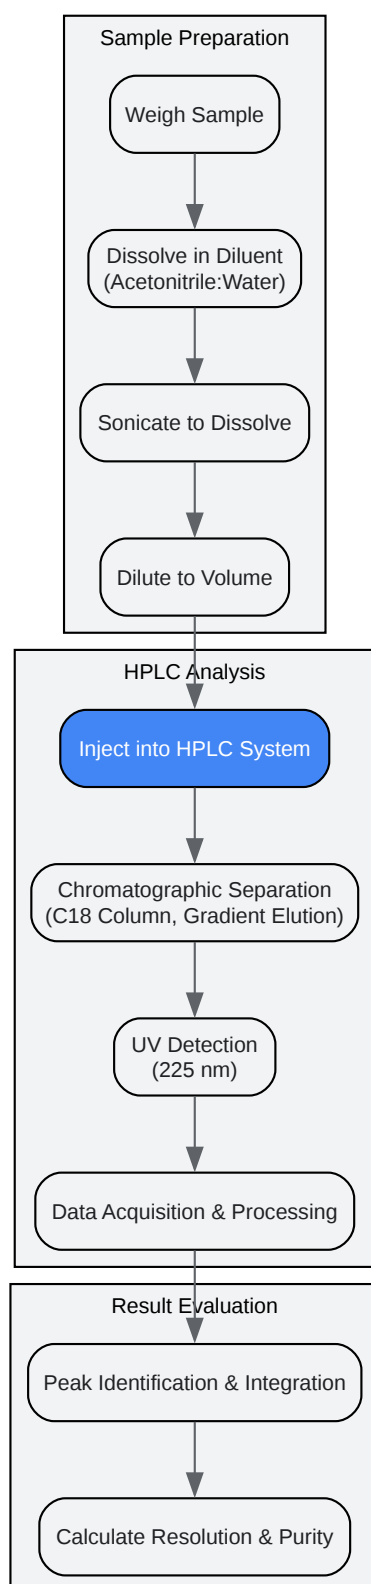 Sample Preparation
Weigh Sample
Dissolve in Diluent
(Acetonitrile:Water)
Sonicate to Dissolve
Dilute to Volume
HPLC Analysis
Inject into HPLC System
Chromatographic Separation
(C18 Column, Gradient Elution)
UV Detection
(225 nm)
Data Acquisition & Processing
Result Evaluation
Peak Identification & Integration
Calculate Resolution & Purity